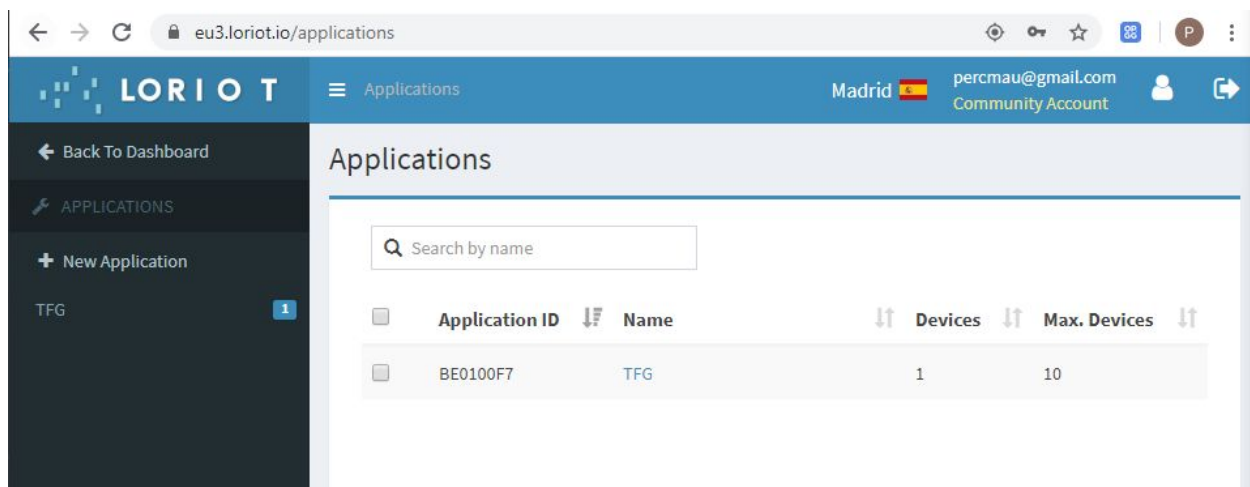 eu3.loriot.io/applications
P
LORIOT
Applications
Madrid
percmau@gmail.com
Community Account
Back To Dashboard
APPLICATIONS
New Application
TFG 1
Applications
Search by name
Application ID Name Devices Max. Devices
BE0100F7 TFG 1 10